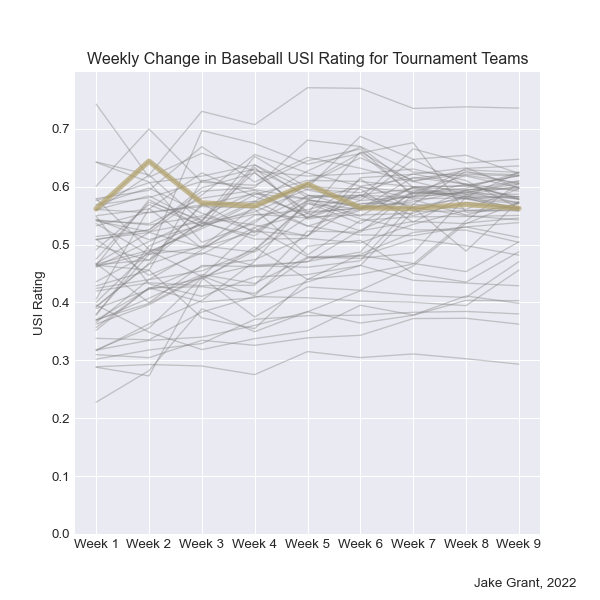 Weekly Change in Baseball USI Rating for Tournament Teams
USI Rating
0.7
0.6
0.5
0.4
0.3
0.2
0.1
0.0
Week 1 Week 2 Week 3 Week 4 Week 5 Week 6 Week 7 Week 8 Week 9
Jake Grant, 2022